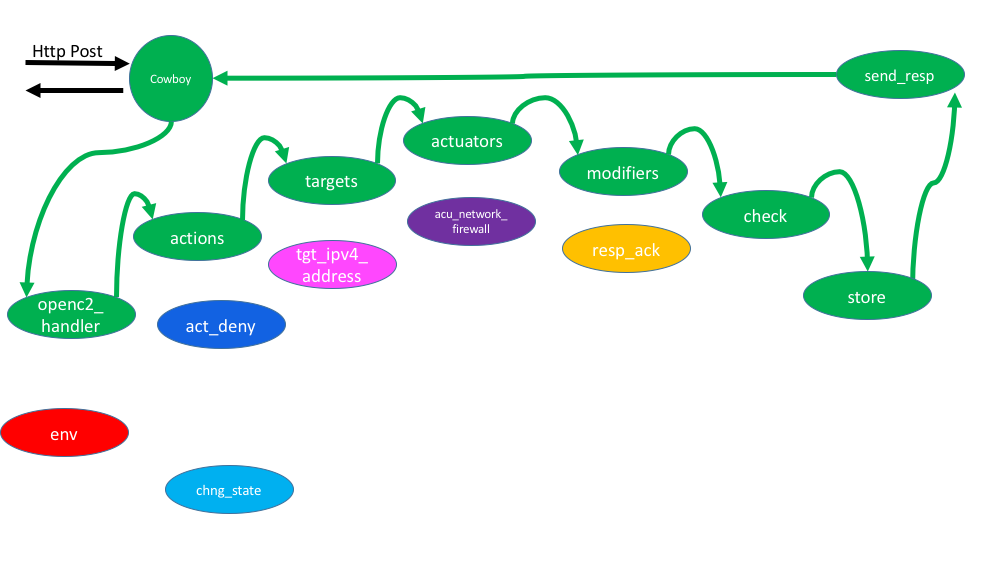 Http Post
Cowboy
send_resp
actuators
modifiers
targets
check
actions
acu_network_
firewall
resp_ack
tgt_ipv4_
address
store
openc2_
handler
act_deny
env
chng_state